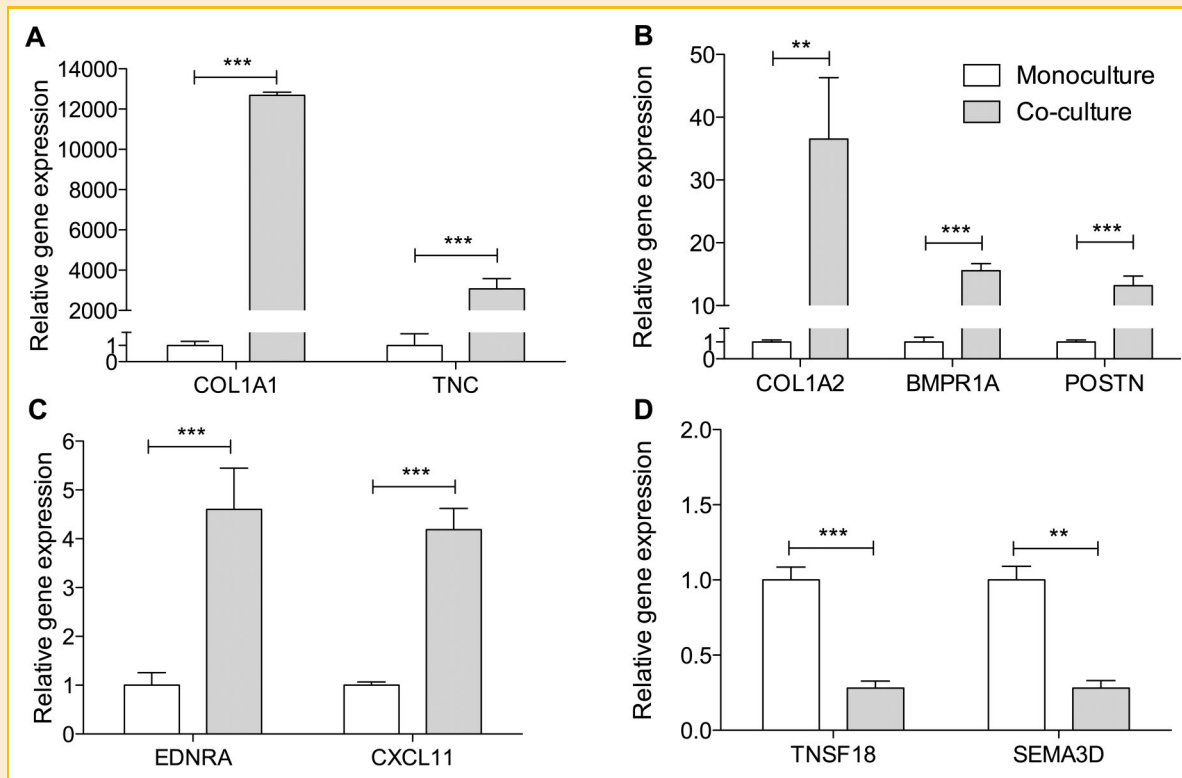 A
Relative gene expression
14000
12000
10000
8000
6000
4000
2000
1
0
***
***
COL1A1 TNC
B
Relative gene expression
50
40
30
20
10
1
0
**
***
***
COL1A2 BMPR1A POSTN
Monoculture
Co-culture
C
Relative gene expression
6
5
4
3
2
1
0
***
***
EDNRA CXCL11
D
Relative gene expression
2.0
1.5
1.0
0.5
0.0
***
**
TNSF18 SEMA3D